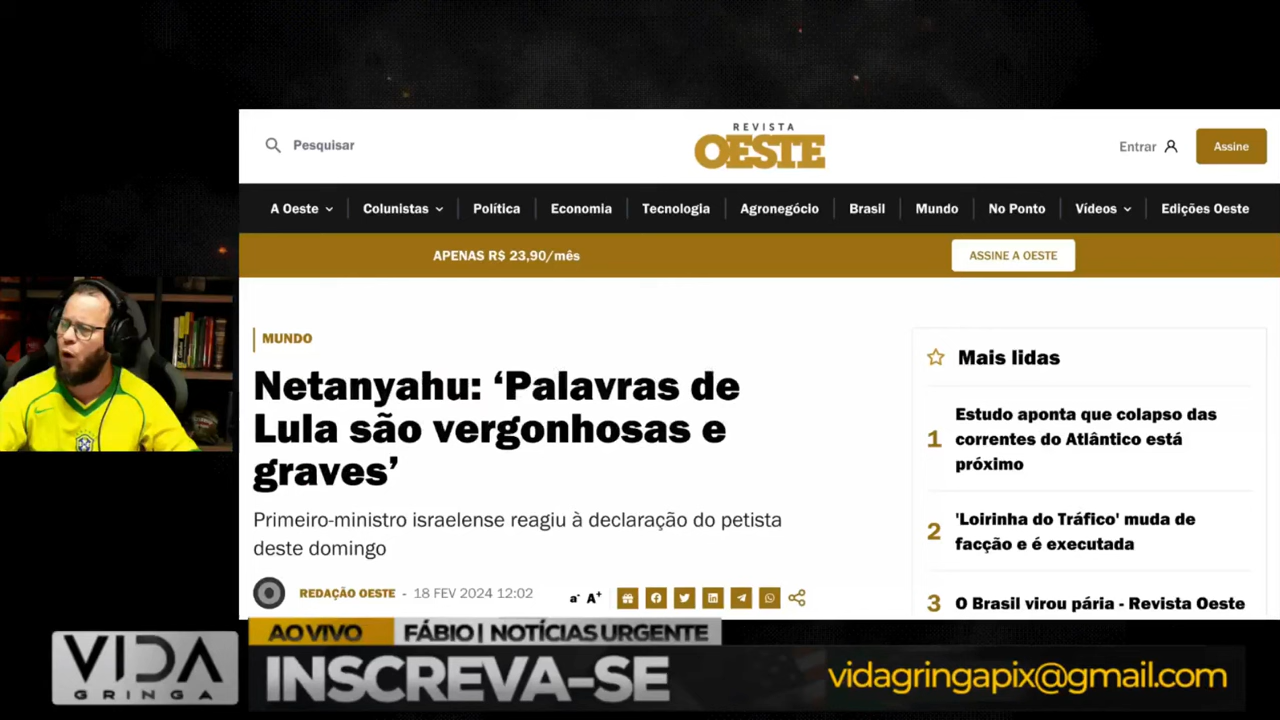 Pesquisar
REVISTA
OESTE
Entrar
Assine
A Oeste
Colunistas
Política
Economia
Tecnologia
Agronegócio
Brasil
Mundo
No Ponto
Vídeos
Edições Oeste
APENAS R$ 23,90/mês
ASSINE A OESTE
MUNDO
Netanyahu: ‘Palavras de
Lula são vergonhosas e
graves’
Primeiro-ministro israelense reagiu à declaração do petista
deste domingo
REDAÇÃO OESTE - 18 FEV 2024 12:02
a- A+
Mais lidas
1
Estudo aponta que colapso das
correntes do Atlântico está
próximo
2
'Loirinha do Tráfico' muda de
facção e é executada
3
O Brasil virou pária - Revista Oeste
VIDA
GRINGA
AO VIVO
FÁBIO | NOTÍCIAS URGENTE
INSCREVA-SE
vidagringapix@gmail.com